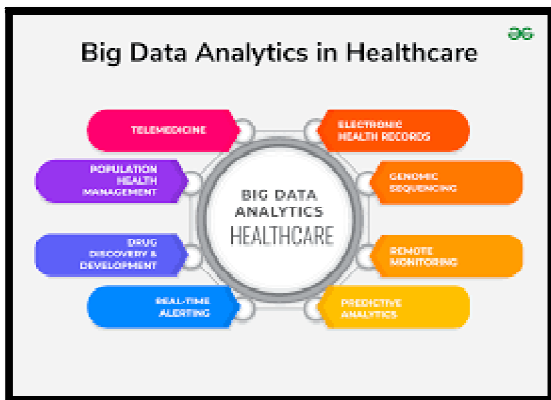 Big Data Analytics in Healthcare
TELEMEDICINE
ELECTRONIC
HEALTH RECORDS
POPULATION
HEALTH
MANAGEMENT
GENOMIC
SEQUENCING
BIG DATA
ANALYTICS
HEALTHCARE
DRUG
DISCOVERY &
DEVELOPMENT
REMOTE
MONITORING
REAL-TIME
ALERTING
PREDICTIVE
ANALYTICS